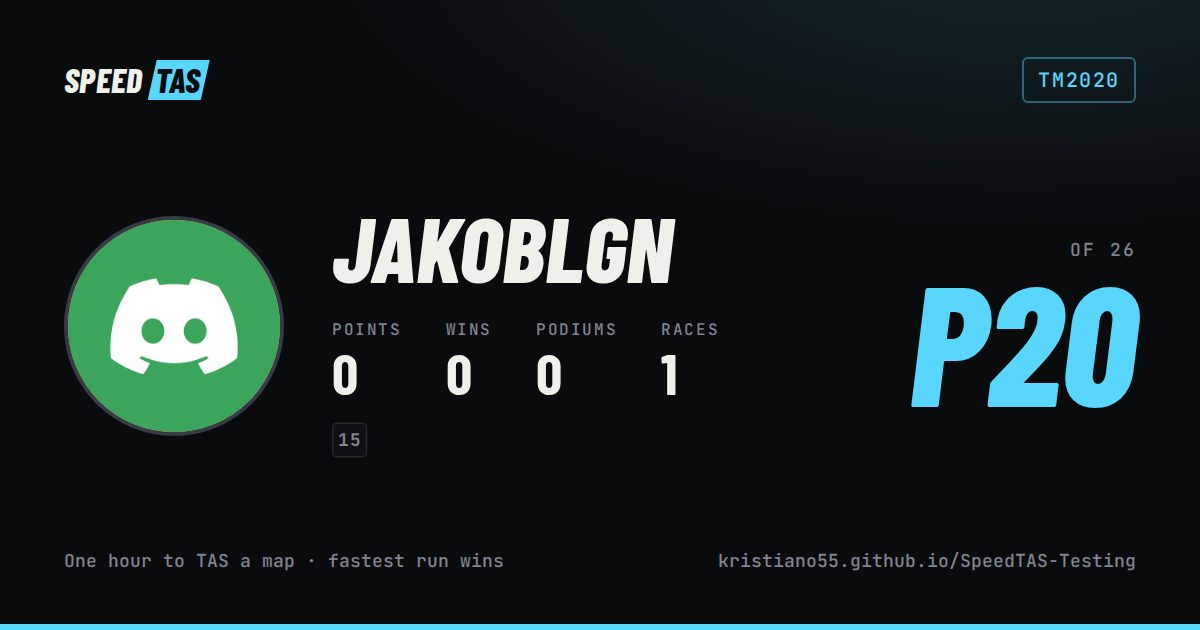 SPEED TAS
TM2020
JAKOBLGN
POINTS WINS PODIUMS RACES
0 0 0 1
15
OF 26
P20
One hour to TAS a map · fastest run wins
kristiano55.github.io/SpeedTAS-Testing